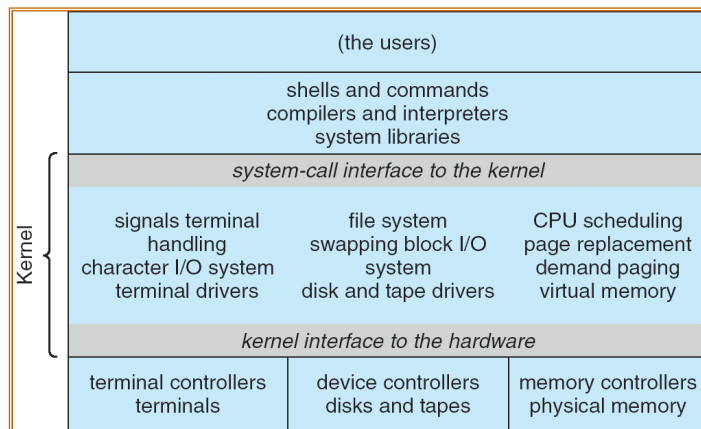 (the users)
shells and commands
compilers and interpreters
system libraries
Kernel
system-call interface to the kernel
signals terminal
handling
character I/O system
terminal drivers
file system
swapping block I/O
system
disk and tape drivers
CPU scheduling
page replacement
demand paging
virtual memory
kernel interface to the hardware
terminal controllers
terminals
device controllers
disks and tapes
memory controllers
physical memory